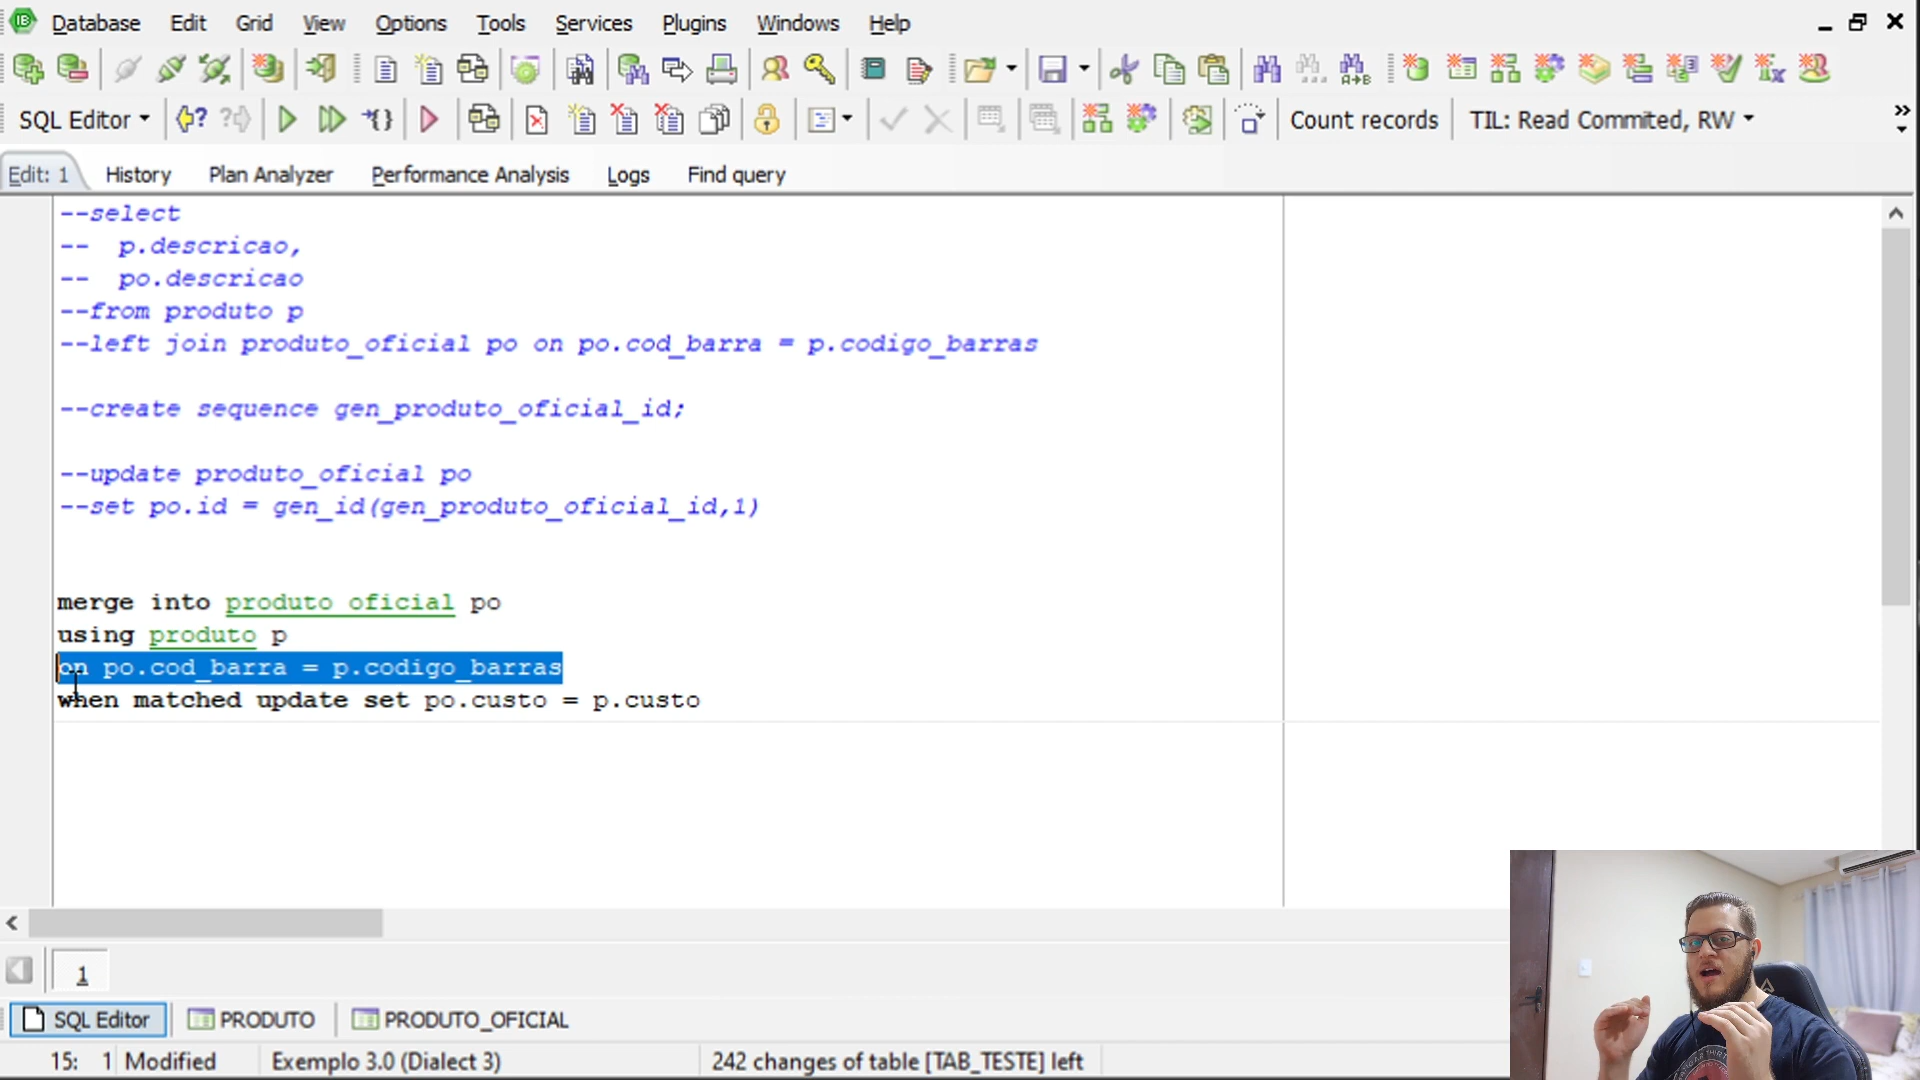 Database Edit Grid View Options Tools Services Plugins Windows Help
SQL Editor Count records TIL: Read Commited, RW
Edit: 1 History Plan Analyzer Performance Analysis Logs Find query
--select
-- p.descricao,
-- po.descricao
--from produto p
--left join produto_oficial po on po.cod_barra = p.codigo_barras
--create sequence gen_produto_oficial_id;
--update produto_oficial po
--set po.id = gen_id(gen_produto_oficial_id,1)
merge into produto_oficial po
using produto p
on po.cod_barra = p.codigo_barras
when matched update set po.custo = p.custo
1
SQL Editor PRODUTO PRODUTO_OFICIAL
15: 1 Modified Exemplo 3.0 (Dialect 3) 242 changes of table [TAB_TESTE] left